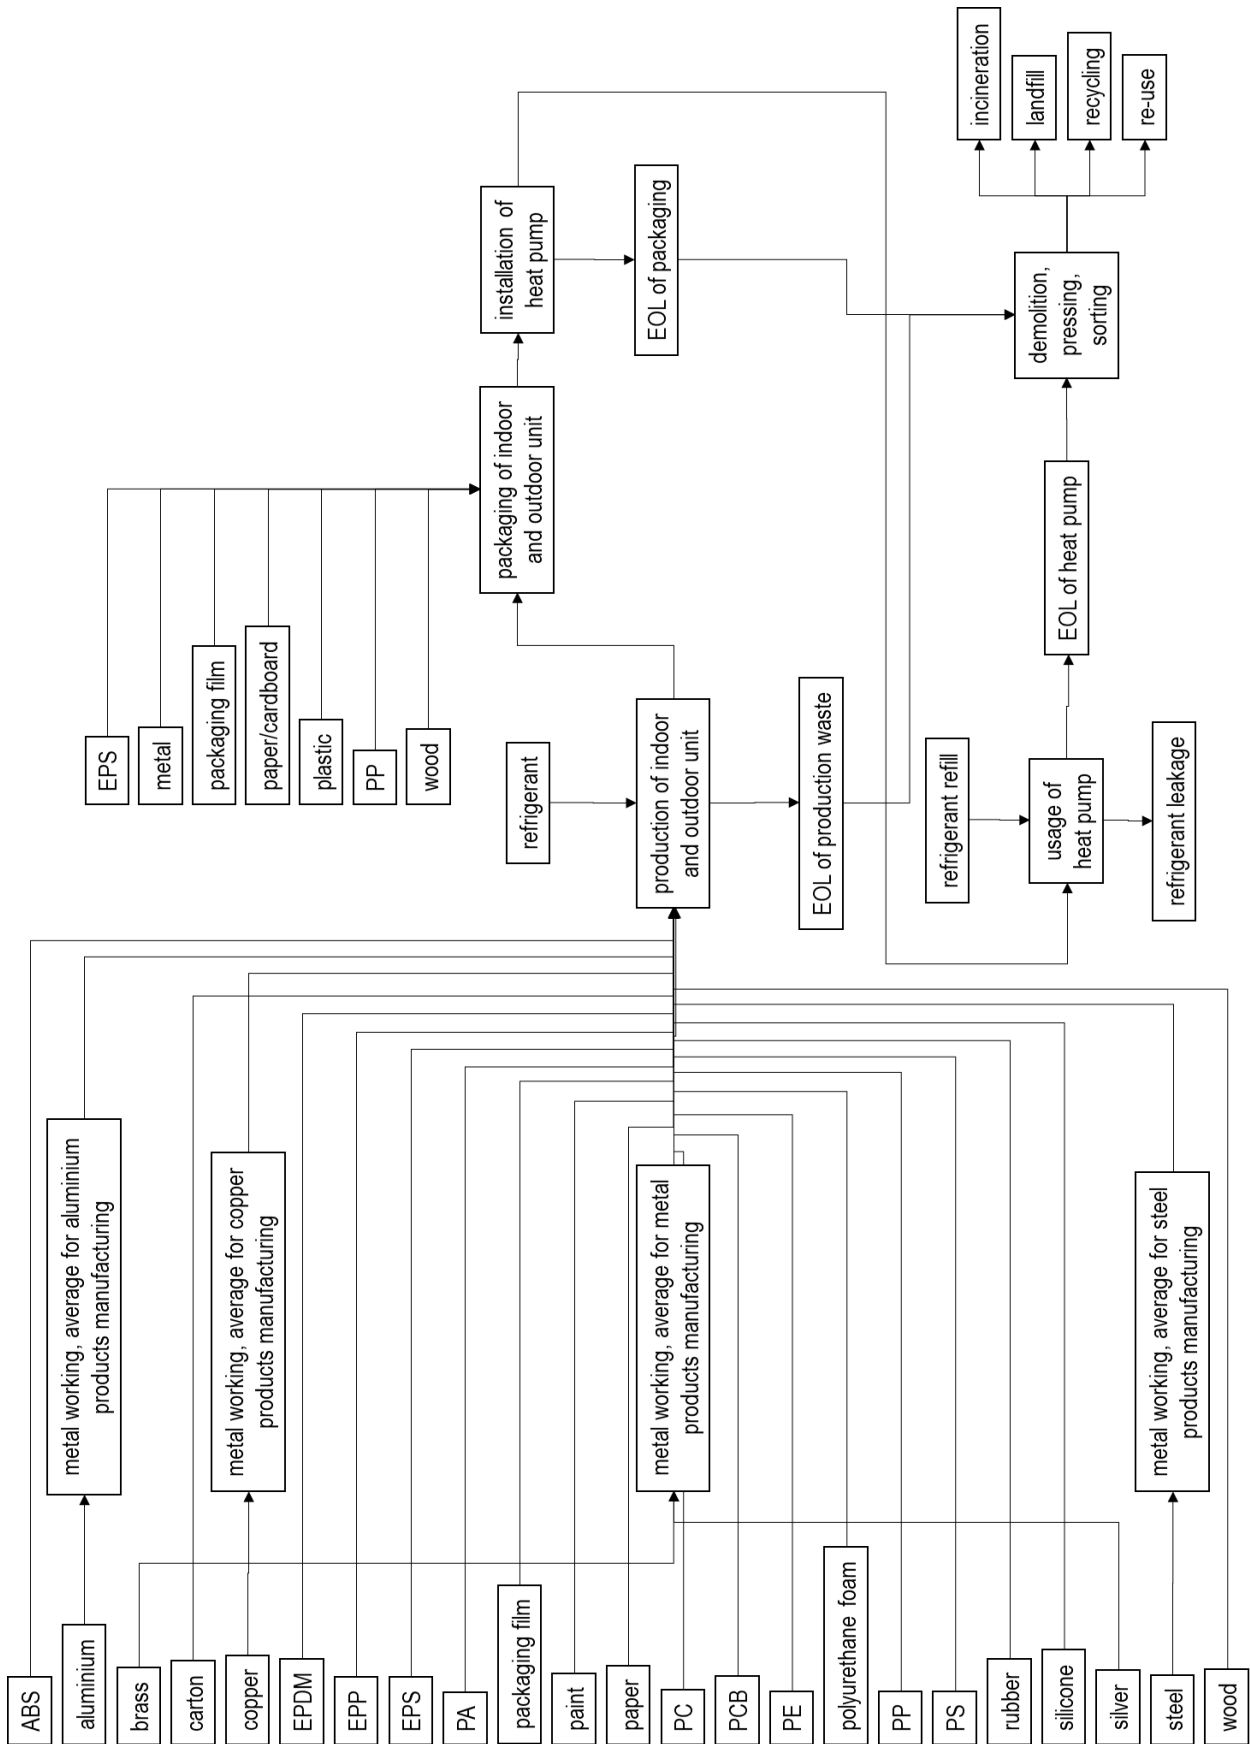 ABS
aluminium
brass
carton
copper
EPDM
EPP
EPS
PA
packaging film
paint
paper
PC
PCB
PE
polyurethane foam
PP
PS
rubber
silicone
silver
steel
wood
metal working, average for aluminium
products manufacturing
metal working, average for copper
products manufacturing
metal working, average for metal
products manufacturing
metal working, average for steel
products manufacturing
EPS
metal
packaging film
paper/cardboard
plastic
PP
wood
refrigerant
production of indoor
and outdoor unit
EOL of production waste
refrigerant refill
usage of
heat pump
refrigerant leakage
packaging of indoor
and outdoor unit
EOL of heat pump
installation of
heat pump
EOL of packaging
demolition,
pressing,
sorting
incineration
landfill
recycling
re-use